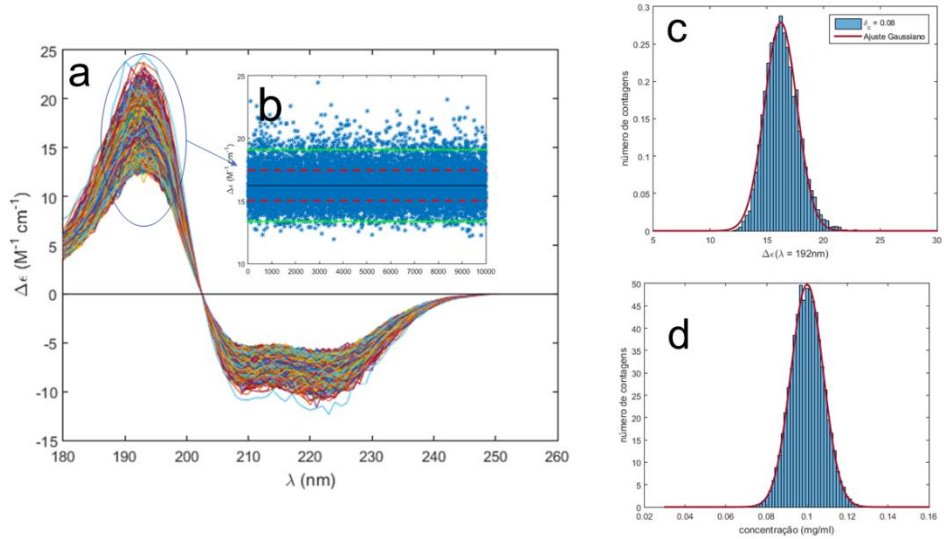 a
25
20
15
10
5
0
-5
-10
-15
Δϵ (M⁻¹ cm⁻¹)
180 190 200 210 220 230 240 250 260
λ (nm)
b
25
20
15
10
Δϵ (M⁻¹ cm⁻¹)
0 1000 2000 3000 4000 5000 6000 7000 8000 9000 10000
c
0.3
0.25
0.2
0.15
0.1
0.05
0
número de contagens
δ_c = 0.08
Ajuste Gaussiano
5 10 15 20 25 30
Δϵ(λ = 192nm)
d
50
45
40
35
30
25
20
15
10
5
0
número de contagens
0.02 0.04 0.06 0.08 0.1 0.12 0.14 0.16
concentração (mg/ml)